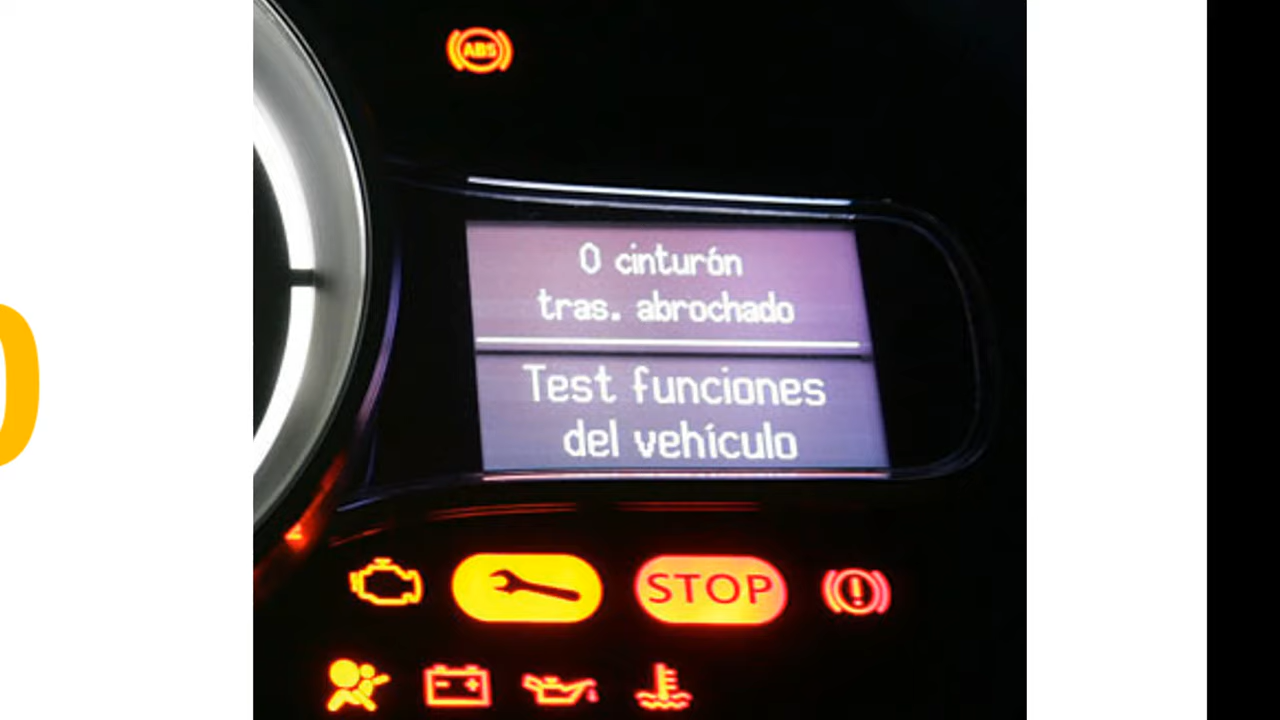 ABS
0 cinturón
tras. abrochado
Test funciones
del vehículo
STOP